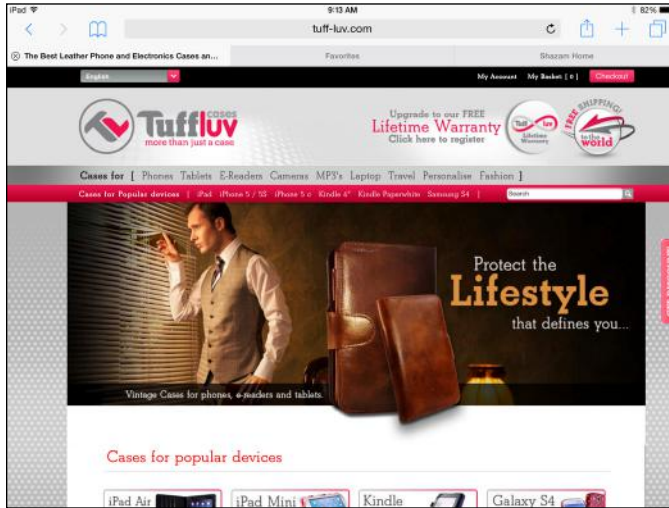 iPad 9:13 AM 82%
tuff-luv.com
The Best Leather Phone and Electronics Cases an... Favorites Shazam Home
English My Account My Basket [ 0 ] Checkout
Tuffluv cases
more than just a case
Upgrade to our FREE
Lifetime Warranty
Click here to register
Tuff luv
Lifetime
Warranty
FREE SHIPPING!
to the
world
Cases for [ Phones Tablets E-Readers Cameras MP3's Laptop Travel Personalise Fashion ]
Cases for Popular devices | iPad iPhone 5 / 5S iPhone 5 c Kindle 4" Kindle Paperwhite Samsung S4 | Search
Protect the
Lifestyle
that defines you...
Vintage Cases for phones, e-readers and tablets.
Cases for popular devices
iPad Air iPad Mini Kindle Galaxy S4